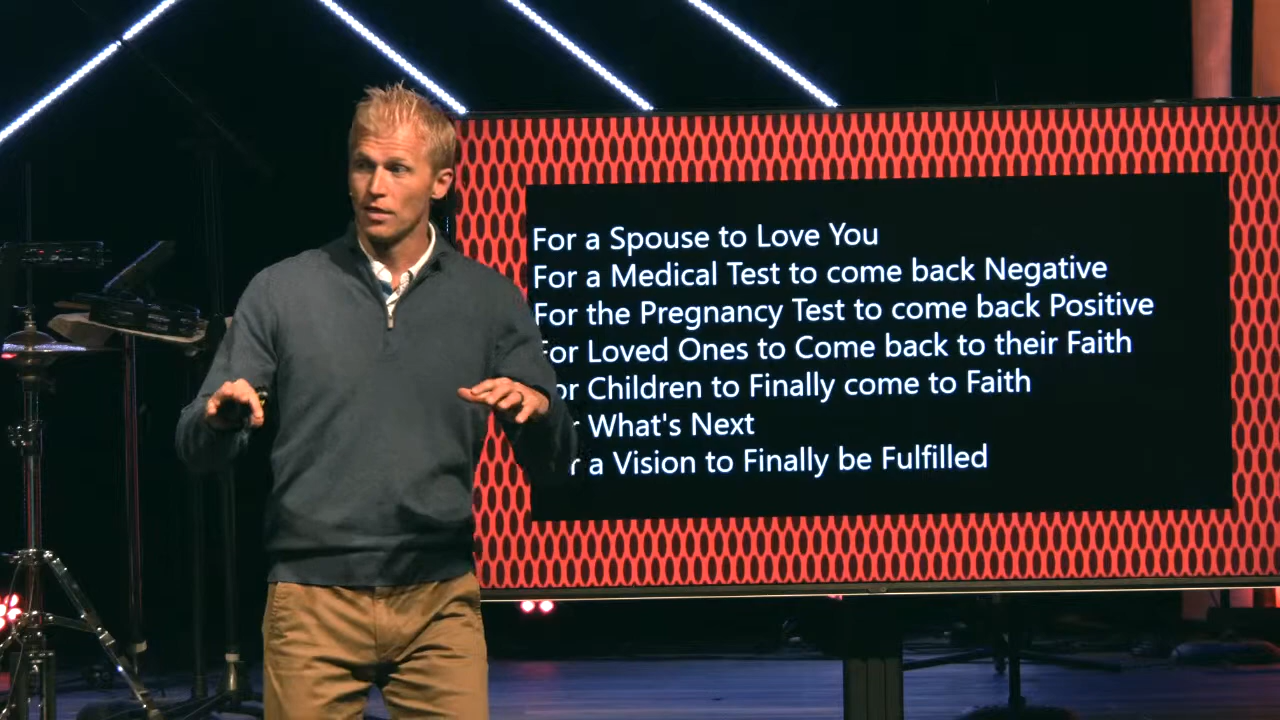 For a Spouse to Love You
For a Medical Test to come back Negative
For the Pregnancy Test to come back Positive
For Loved Ones to Come back to their Faith
or Children to Finally come to Faith
r What's Next
r a Vision to Finally be Fulfilled